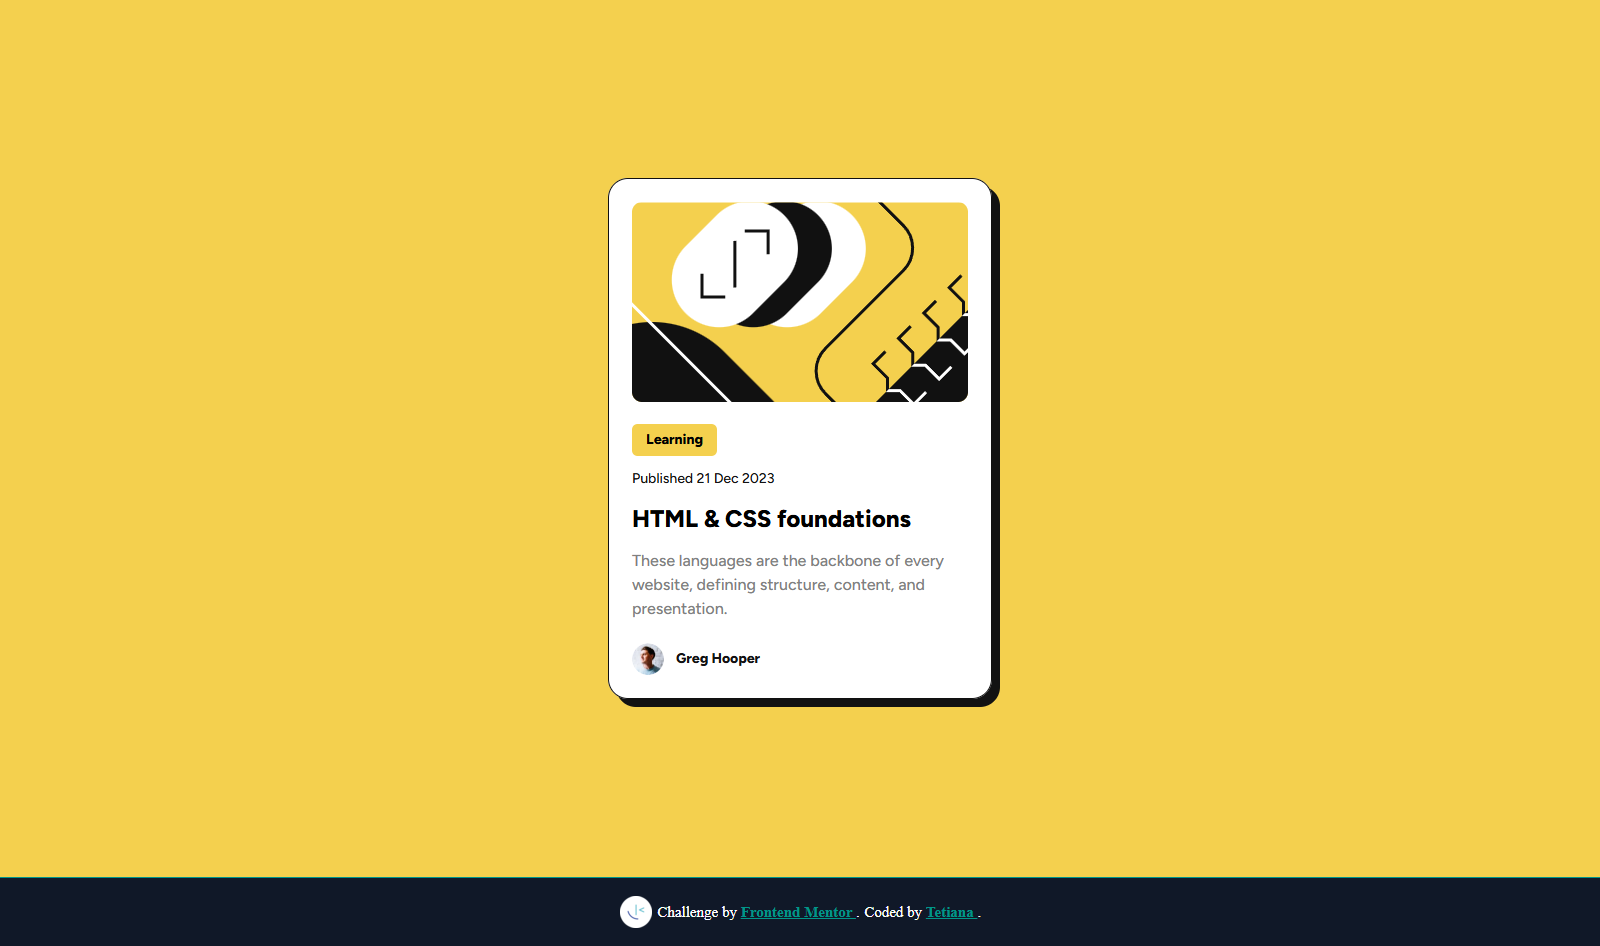 Learning
Published 21 Dec 2023
HTML & CSS foundations
These languages are the backbone of every
website, defining structure, content, and
presentation.
Greg Hooper
Challenge by Frontend Mentor . Coded by Tetiana .